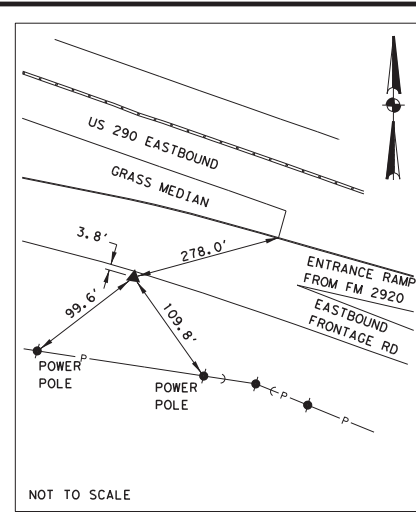 US 290 EASTBOUND
GRASS MEDIAN
3.8'
278.0'
ENTRANCE RAMP
FROM FM 2920
EASTBOUND
FRONTAGE RD
99.6'
109.8'
P
POWER
POLE
POWER
POLE
P
P
NOT TO SCALE